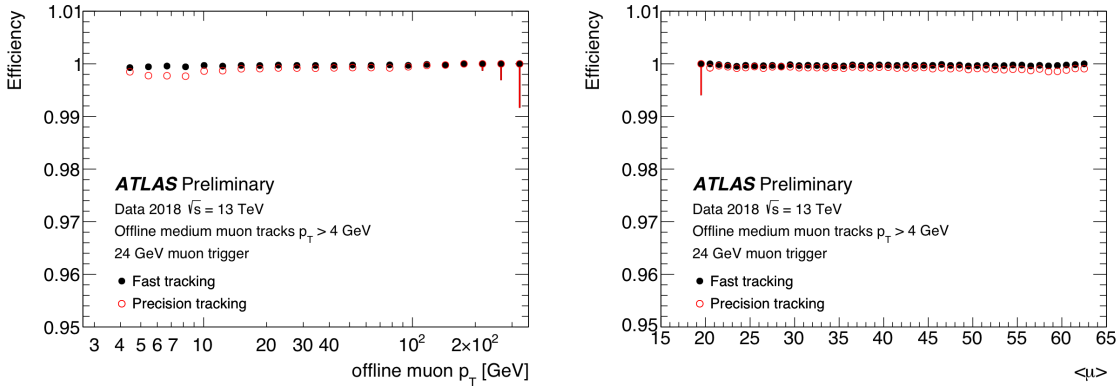 Efficiency
1.01
1
0.99
0.98
0.97
0.96
0.95
ATLAS Preliminary
Data 2018 √s = 13 TeV
Offline medium muon tracks p_T > 4 GeV
24 GeV muon trigger
Fast tracking
Precision tracking
3 4 5 6 7 10 20 30 40 10² 2×10²
offline muon p_T [GeV]
Efficiency
1.01
1
0.99
0.98
0.97
0.96
0.95
ATLAS Preliminary
Data 2018 √s = 13 TeV
Offline medium muon tracks p_T > 4 GeV
24 GeV muon trigger
Fast tracking
Precision tracking
15 20 25 30 35 40 45 50 55 60 65
<μ>